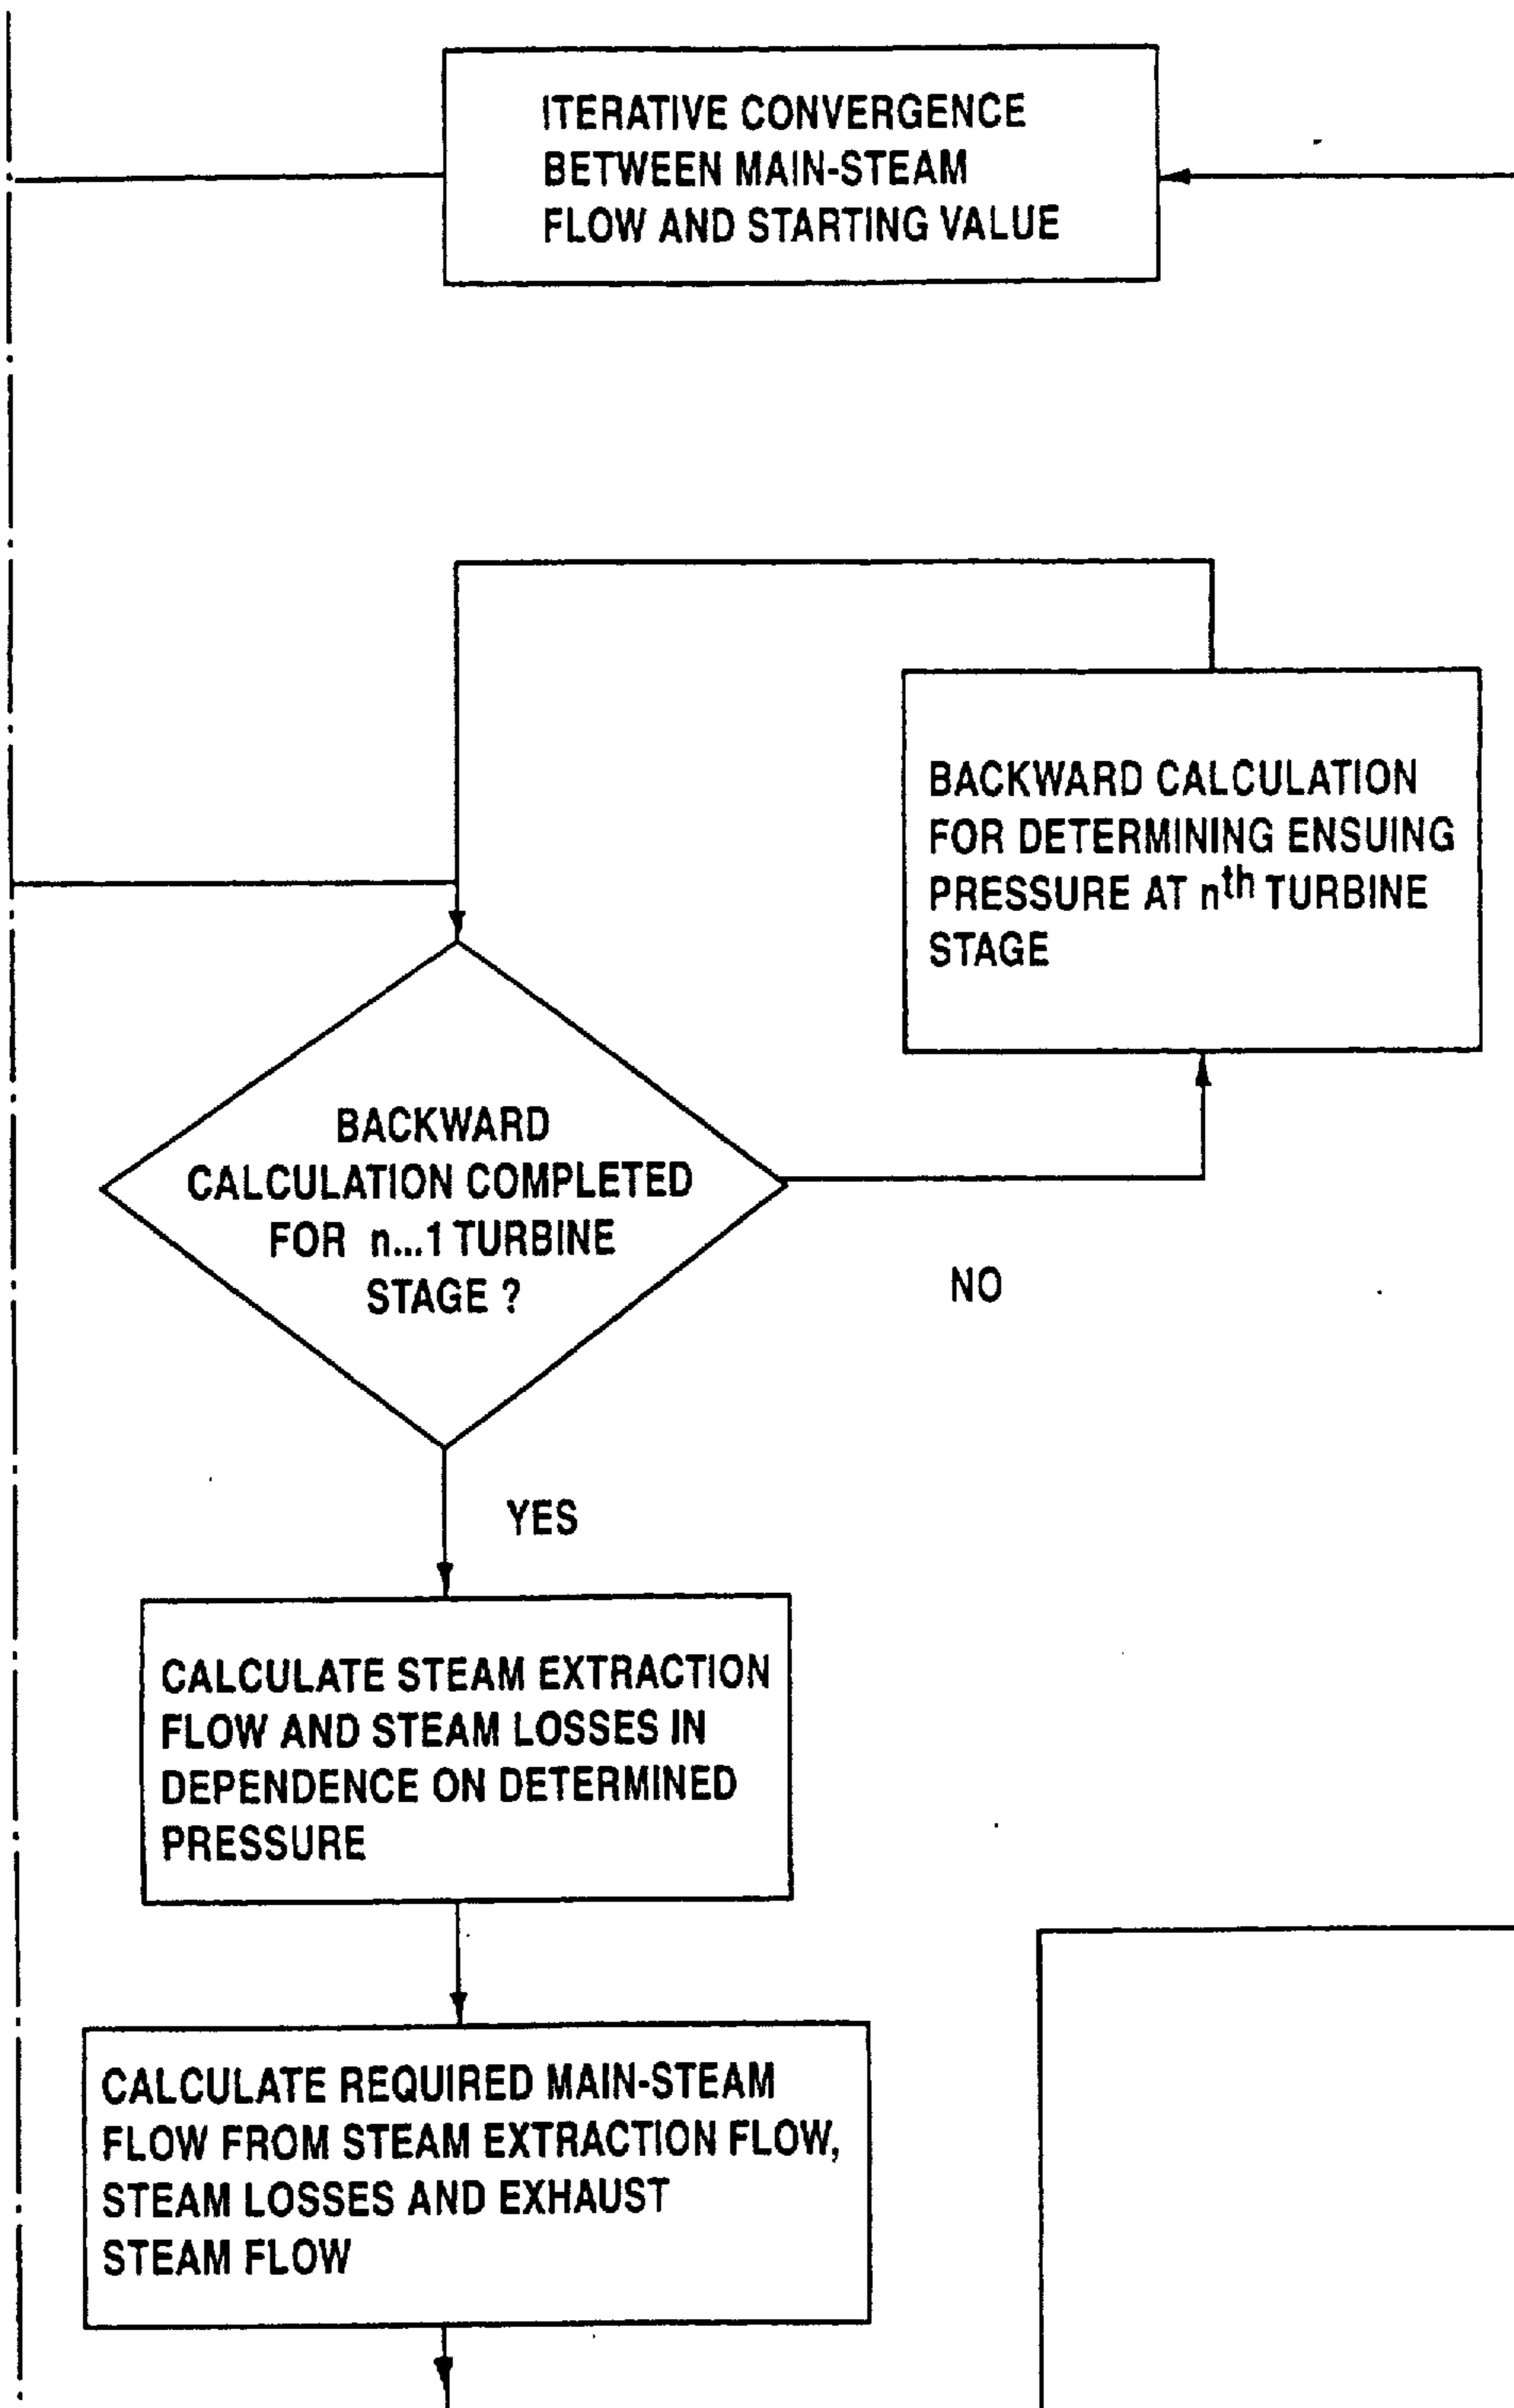 ITERATIVE CONVERGENCE
BETWEEN MAIN-STEAM
FLOW AND STARTING VALUE
BACKWARD CALCULATION
FOR DETERMINING ENSUING
PRESSURE AT nth TURBINE
STAGE
BACKWARD
CALCULATION COMPLETED
FOR n...1 TURBINE
STAGE ?
NO
YES
CALCULATE STEAM EXTRACTION
FLOW AND STEAM LOSSES IN
DEPENDENCE ON DETERMINED
PRESSURE
CALCULATE REQUIRED MAIN-STEAM
FLOW FROM STEAM EXTRACTION FLOW,
STEAM LOSSES AND EXHAUST
STEAM FLOW